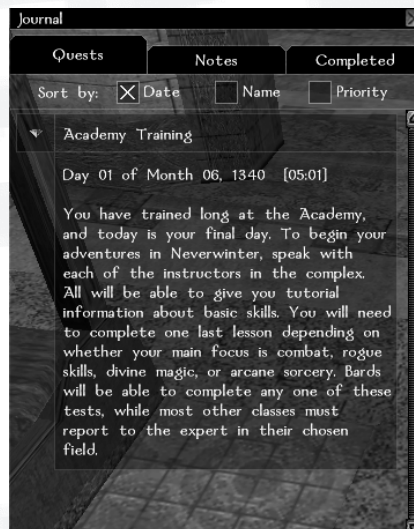 Journal
Quests
Notes
Completed
Sort by:
Date
Name
Priority
Academy Training
Day 01 of Month 06, 1340 [05:01]
You have trained long at the Academy,
and today is your final day. To begin your
adventures in Neverwinter, speak with
each of the instructors in the complex.
All will be able to give you tutorial
information about basic skills. You will need
to complete one last lesson depending on
whether your main focus is combat, rogue
skills, divine magic, or arcane sorcery. Bards
will be able to complete any one of these
tests, while most other classes must
report to the expert in their chosen
field.